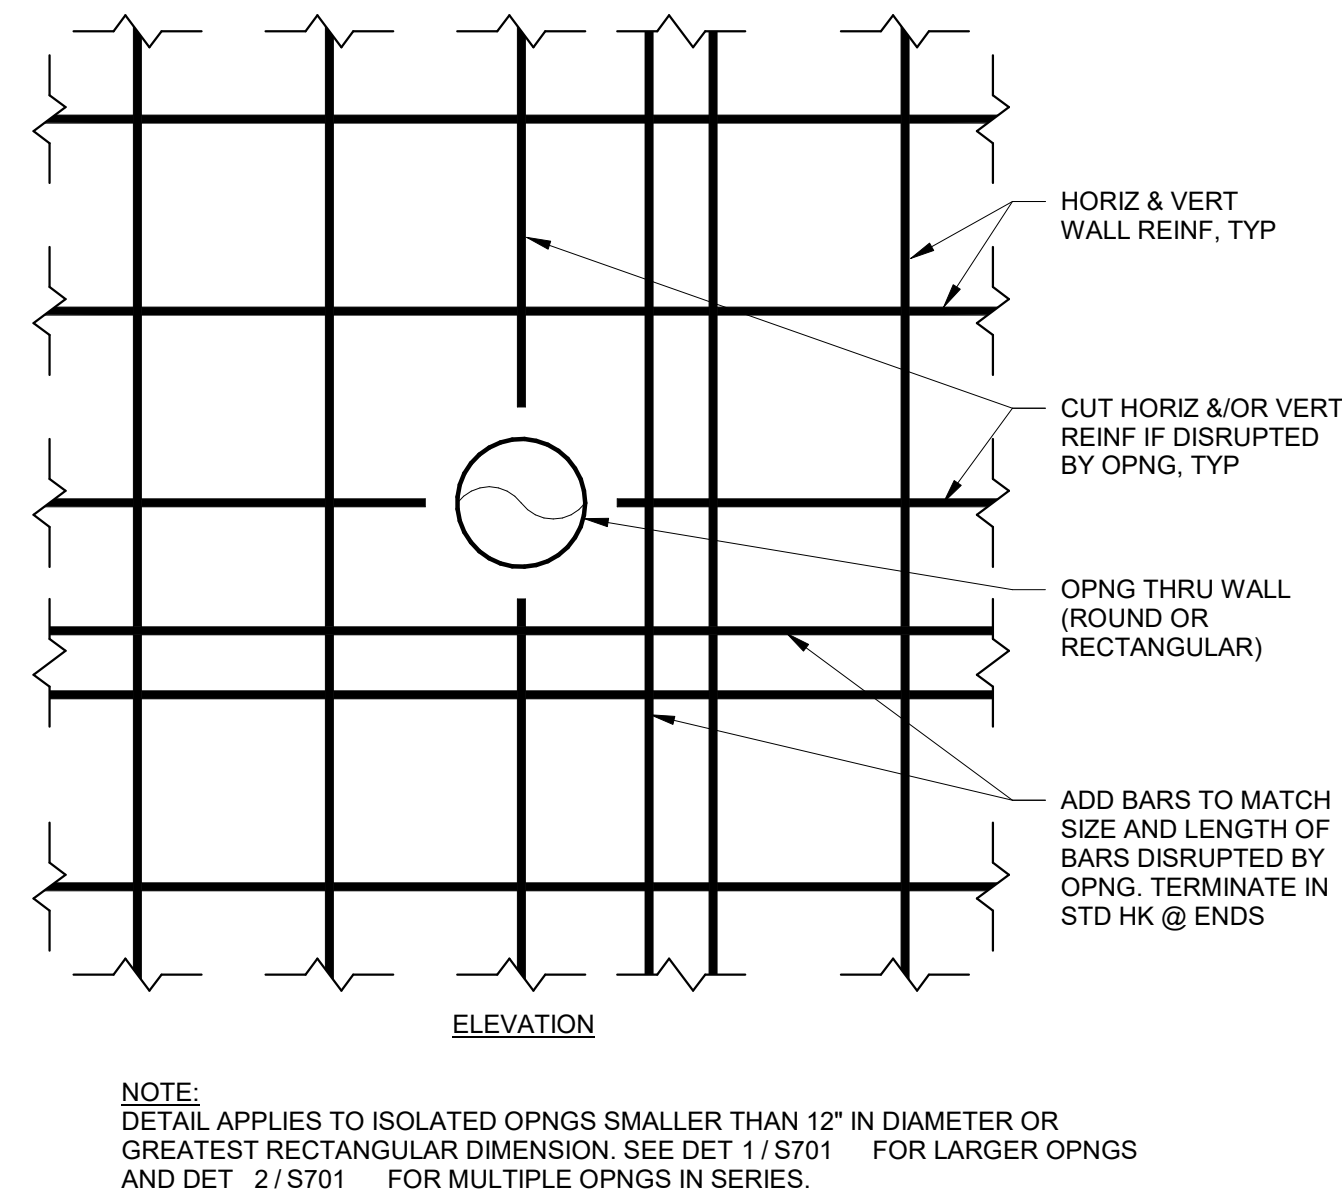 HORIZ & VERT
WALL REINF, TYP
CUT HORIZ &/OR VERT
REINF IF DISRUPTED
BY OPNG, TYP
OPNG THRU WALL
(ROUND OR
RECTANGULAR)
ADD BARS TO MATCH
SIZE AND LENGTH OF
BARS DISRUPTED BY
OPNG. TERMINATE IN
STD HK @ ENDS
ELEVATION
NOTE:
DETAIL APPLIES TO ISOLATED OPNGS SMALLER THAN 12" IN DIAMETER OR
GREATEST RECTANGULAR DIMENSION. SEE DET 1 / S701 FOR LARGER OPNGS
AND DET 2 / S701 FOR MULTIPLE OPNGS IN SERIES.